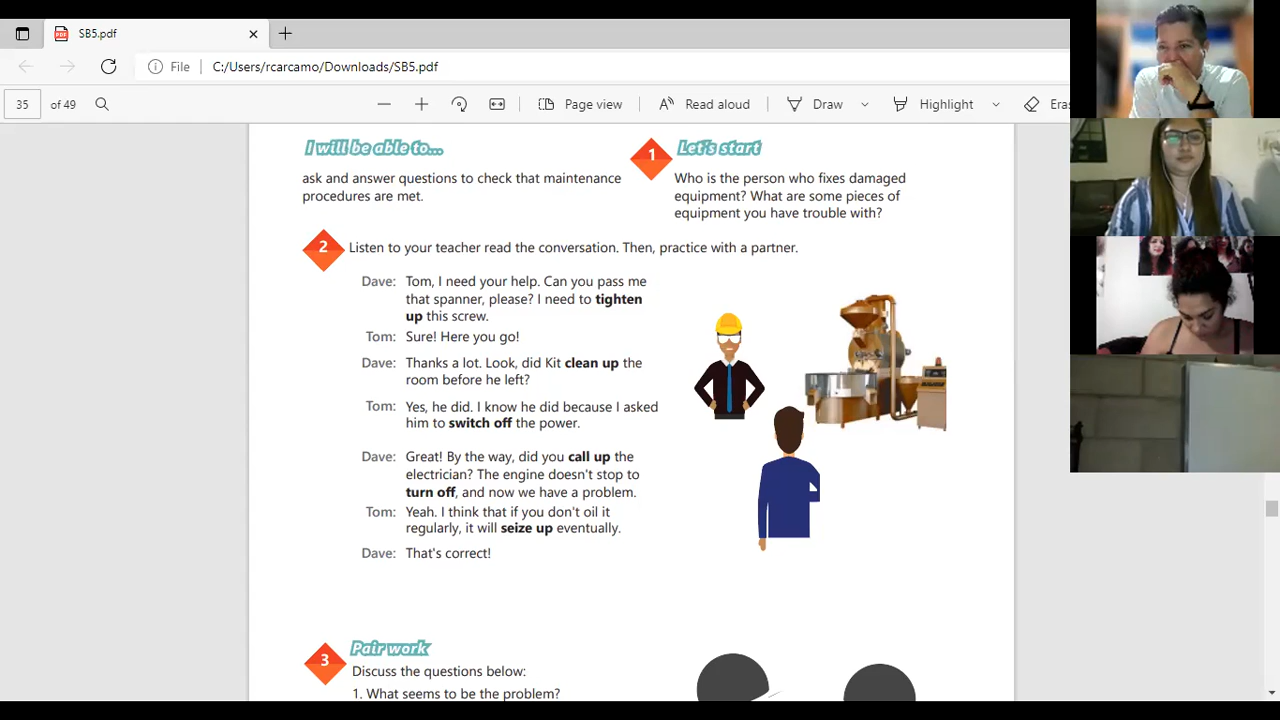 SB5.pdf
File
C:/Users/rcarcamo/Downloads/SB5.pdf
35
of 49
Page view
Read aloud
Draw
Highlight
Eras
I will be able to...
ask and answer questions to check that maintenance
procedures are met.
1
Let's start
Who is the person who fixes damaged
equipment? What are some pieces of
equipment you have trouble with?
2
Listen to your teacher read the conversation. Then, practice with a partner.
Dave: Tom, I need your help. Can you pass me
that spanner, please? I need to tighten
up this screw.
Tom: Sure! Here you go!
Dave: Thanks a lot. Look, did Kit clean up the
room before he left?
Tom: Yes, he did. I know he did because I asked
him to switch off the power.
Dave: Great! By the way, did you call up the
electrician? The engine doesn't stop to
turn off, and now we have a problem.
Tom: Yeah. I think that if you don't oil it
regularly, it will seize up eventually.
Dave: That's correct!
3
Pair work
Discuss the questions below:
1. What seems to be the problem?